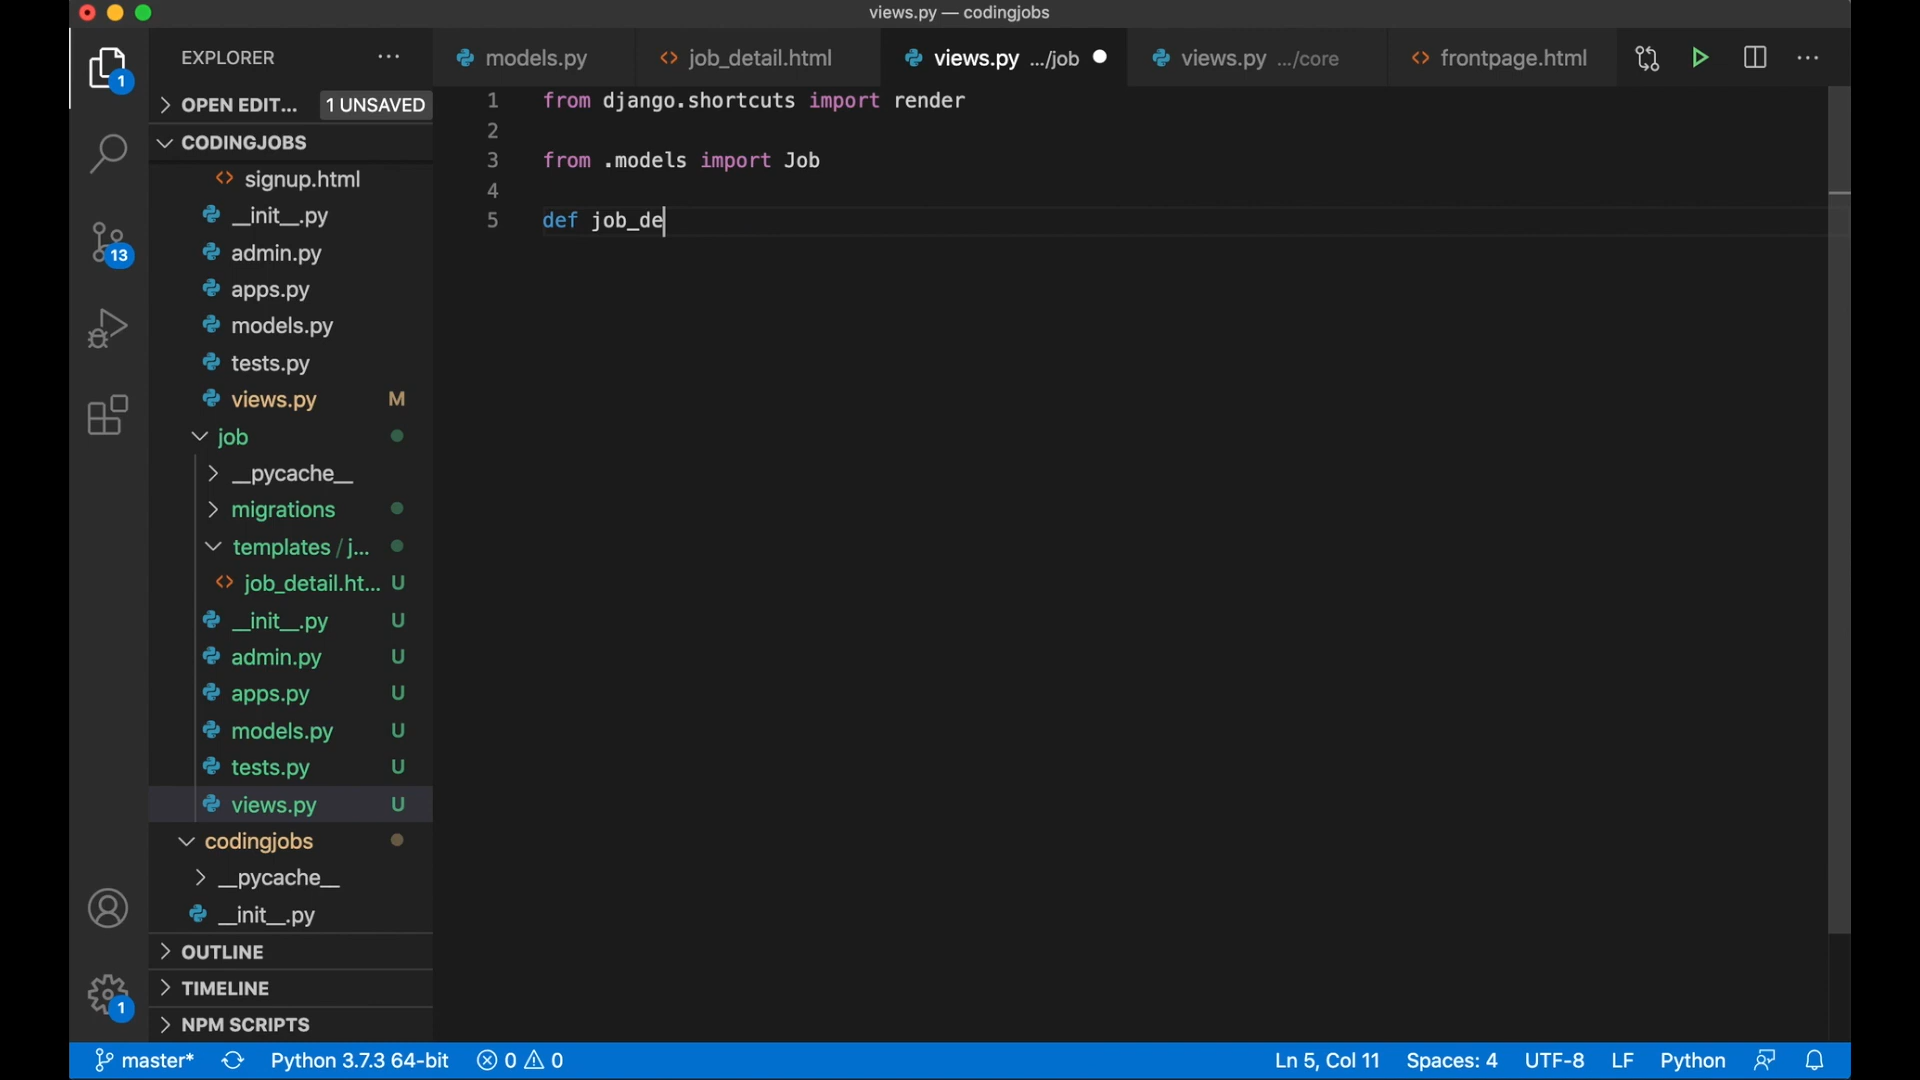 views.py — codingjobs
EXPLORER
models.py
job_detail.html
views.py .../job
views.py .../core
frontpage.html
1
OPEN EDIT...
1 UNSAVED
CODINGJOBS
signup.html
__init__.py
admin.py
apps.py
models.py
tests.py
views.py M
job
__pycache__
migrations
templates / j...
job_detail.ht... U
__init__.py U
admin.py U
apps.py U
models.py U
tests.py U
views.py U
codingjobs
__pycache__
__init__.py
OUTLINE
TIMELINE
NPM SCRIPTS
13
1
1 from django.shortcuts import render
2
3 from .models import Job
4
5 def job_de
master*
Python 3.7.3 64-bit
0
0
Ln 5, Col 11
Spaces: 4
UTF-8
LF
Python